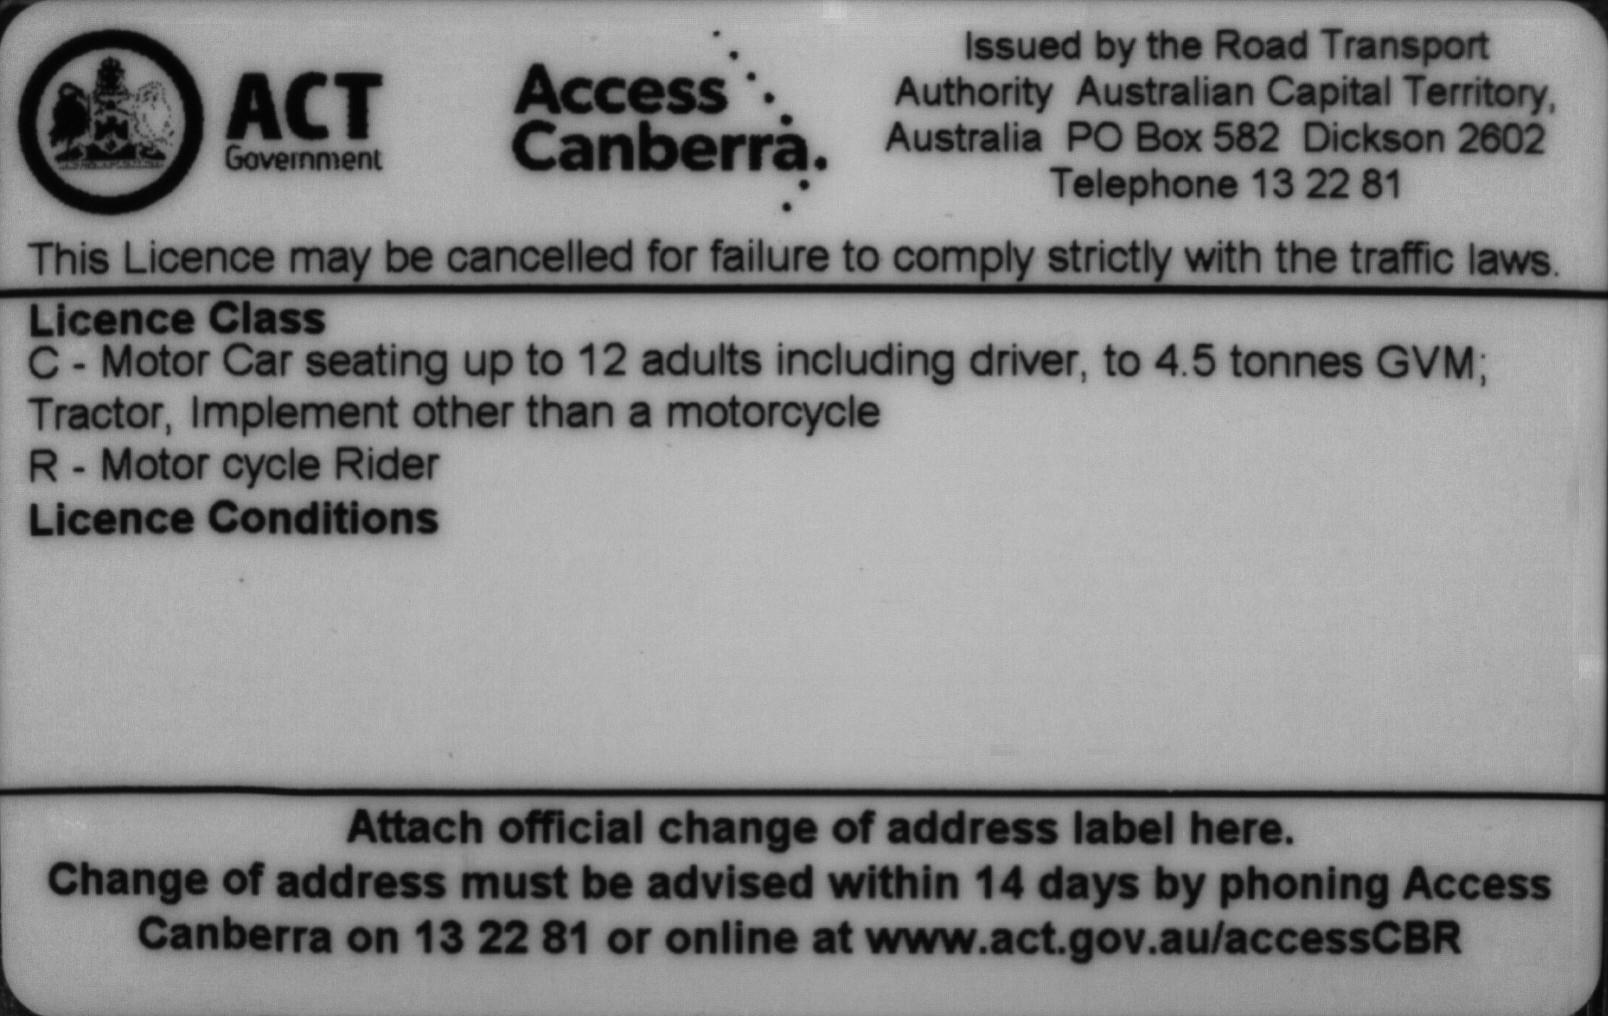 ACT
Government
Access
Canberra.
Issued by the Road Transport
Authority Australian Capital Territory,
Australia PO Box 582 Dickson 2602
Telephone 13 22 81
This Licence may be cancelled for failure to comply strictly with the traffic laws.
Licence Class
C - Motor Car seating up to 12 adults including driver, to 4.5 tonnes GVM;
Tractor, Implement other than a motorcycle
R - Motor cycle Rider
Licence Conditions
Attach official change of address label here.
Change of address must be advised within 14 days by phoning Access
Canberra on 13 22 81 or online at www.act.gov.au/accessCBR